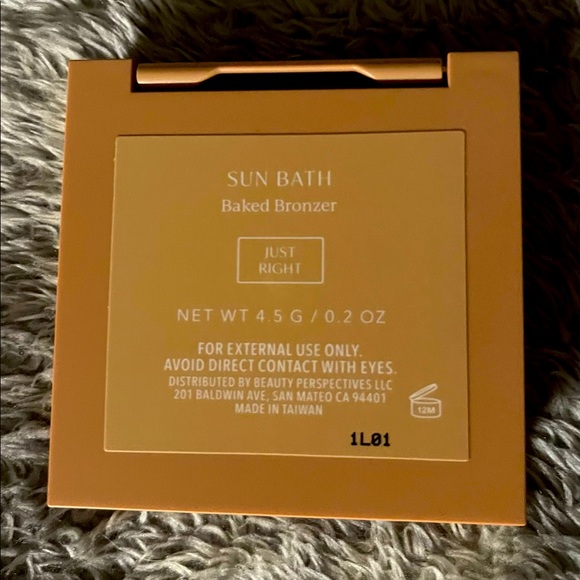 SUN BATH
Baked Bronzer
JUST
RIGHT
NET WT 4.5 G / 0.2 OZ
FOR EXTERNAL USE ONLY.
AVOID DIRECT CONTACT WITH EYES.
DISTRIBUTED BY BEAUTY PERSPECTIVES LLC
201 BALDWIN AVE, SAN MATEO CA 94401
MADE IN TAIWAN
12M
1L01